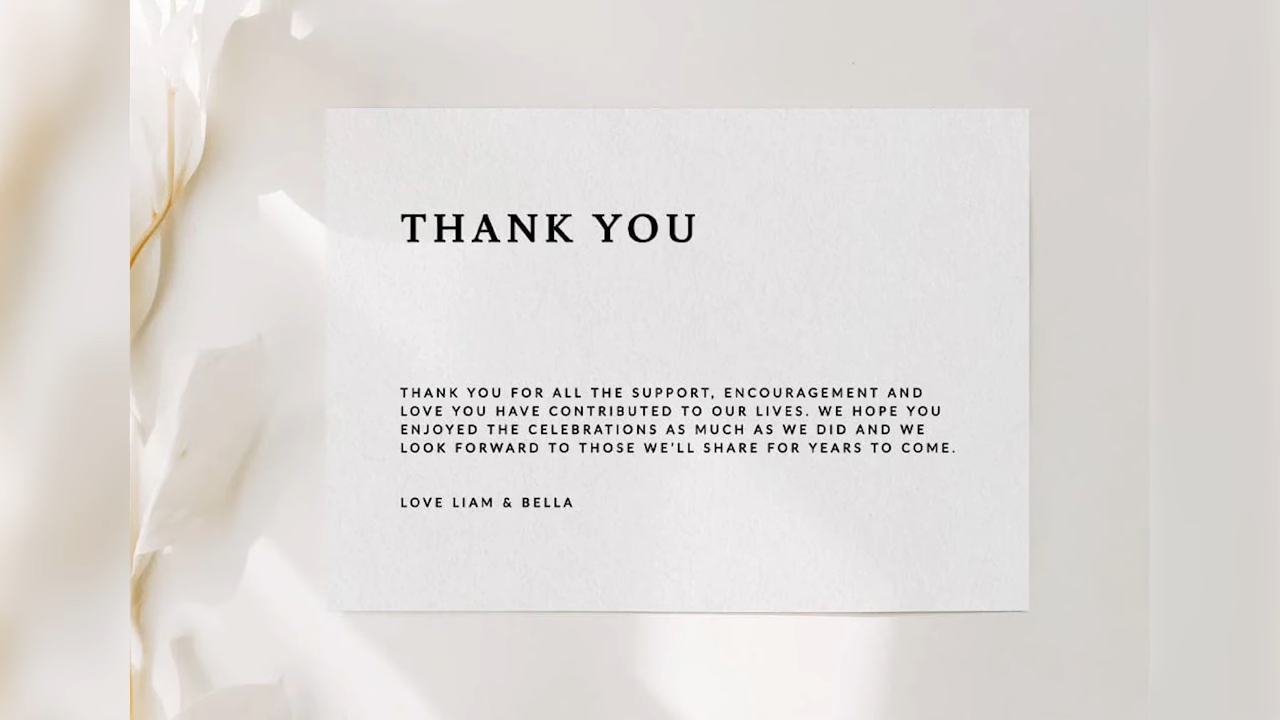 THANK YOU
THANK YOU FOR ALL THE SUPPORT, ENCOURAGEMENT AND
LOVE YOU HAVE CONTRIBUTED TO OUR LIVES. WE HOPE YOU
ENJOYED THE CELEBRATIONS AS MUCH AS WE DID AND WE
LOOK FORWARD TO THOSE WE'LL SHARE FOR YEARS TO COME.
LOVE LIAM & BELLA